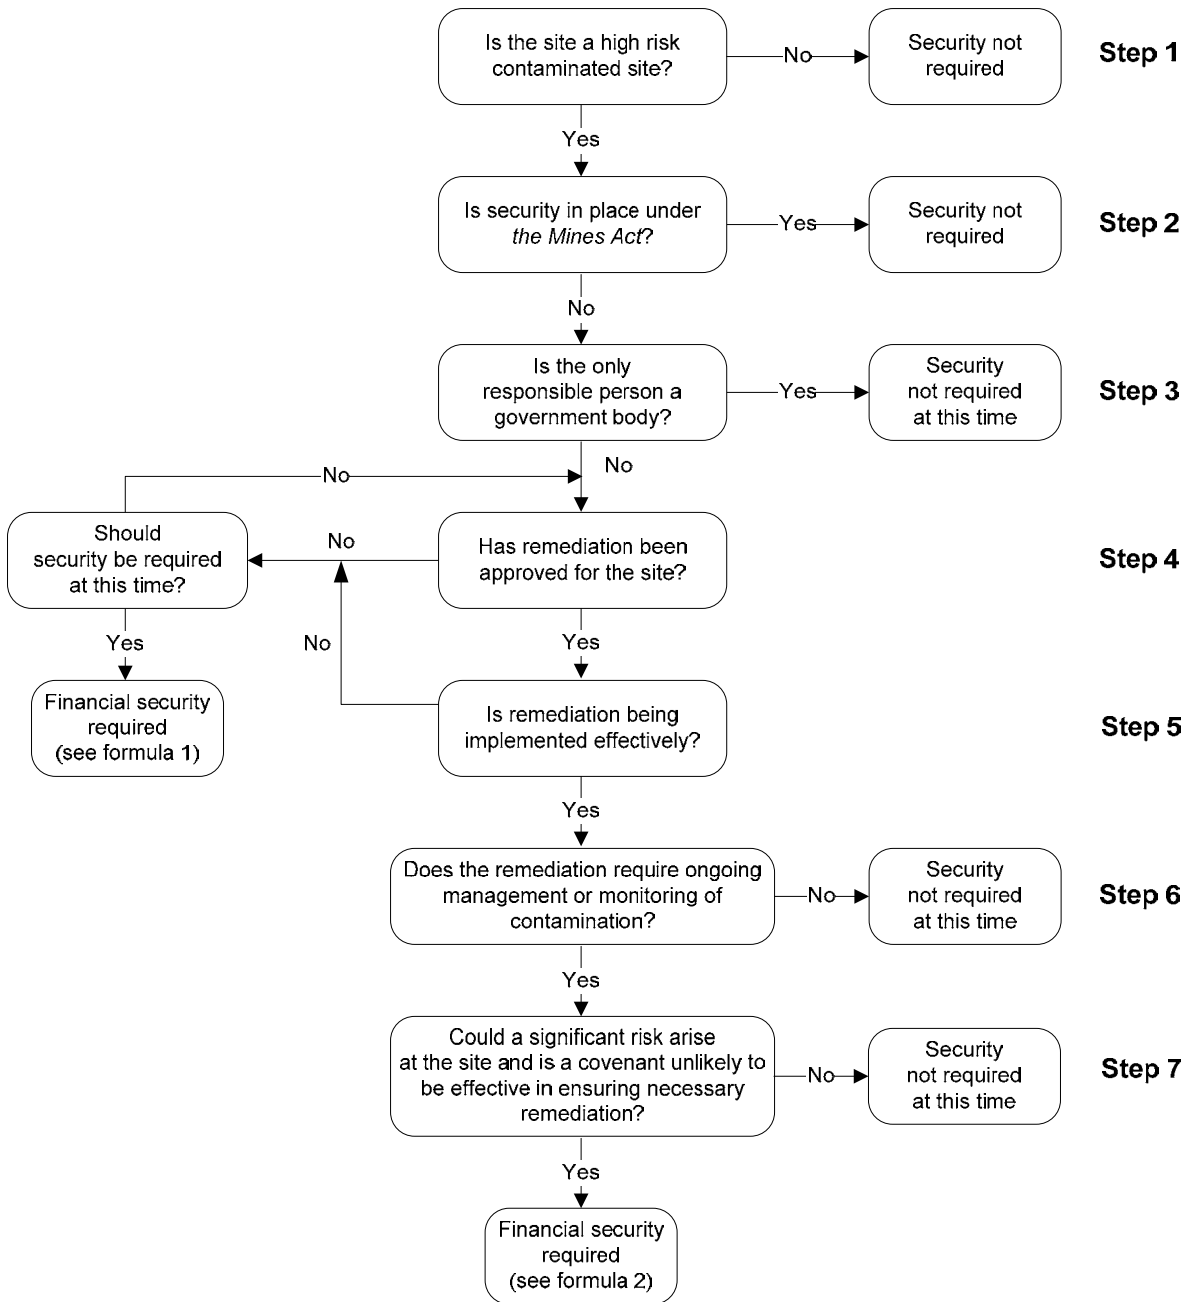 Is the site a high risk
contaminated site?
No
Security not
required
Step 1
Yes
Is security in place under
the Mines Act?
Yes
Security not
required
Step 2
No
Is the only
responsible person a
government body?
Yes
Security
not required
at this time
Step 3
No
No
Should
security be required
at this time?
No
Has remediation been
approved for the site?
Step 4
Yes
No
Yes
Financial security
required
(see formula 1)
Is remediation being
implemented effectively?
Step 5
Yes
Does the remediation require ongoing
management or monitoring of
contamination?
No
Security
not required
at this time
Step 6
Yes
Could a significant risk arise
at the site and is a covenant unlikely to
be effective in ensuring necessary
remediation?
No
Security
not required
at this time
Step 7
Yes
Financial security
required
(see formula 2)